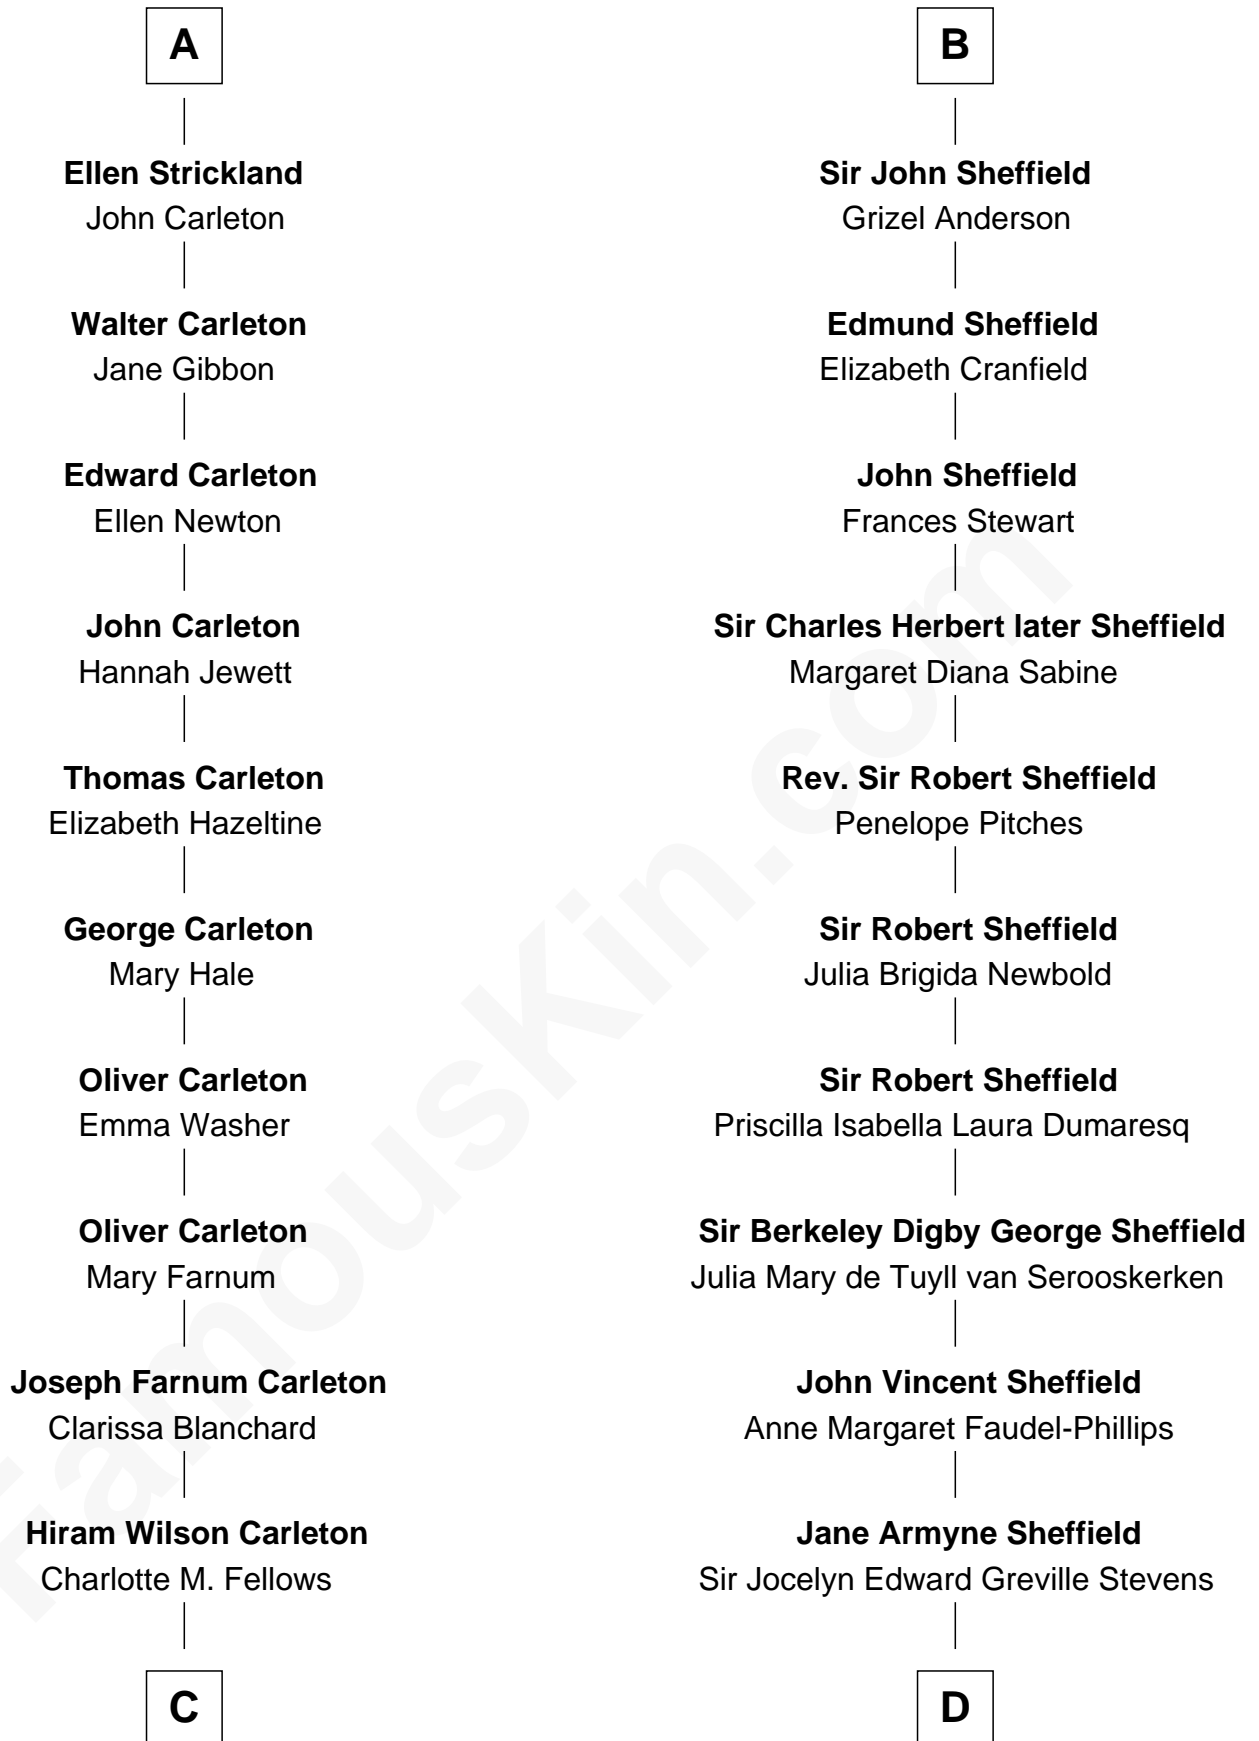 A
Ellen Strickland
John Carleton
Walter Carleton
Jane Gibbon
Edward Carleton
Ellen Newton
John Carleton
Hannah Jewett
Thomas Carleton
Elizabeth Hazeltine
George Carleton
Mary Hale
Oliver Carleton
Emma Washer
Oliver Carleton
Mary Farnum
Joseph Farnum Carleton
Clarissa Blanchard
Hiram Wilson Carleton
Charlotte M. Fellows
C
B
Sir John Sheffield
Grizel Anderson
Edmund Sheffield
Elizabeth Cranfield
John Sheffield
Frances Stewart
Sir Charles Herbert later Sheffield
Margaret Diana Sabine
Rev. Sir Robert Sheffield
Penelope Pitches
Sir Robert Sheffield
Julia Brigida Newbold
Sir Robert Sheffield
Priscilla Isabella Laura Dumaresq
Sir Berkeley Digby George Sheffield
Julia Mary de Tuyll van Serooskerken
John Vincent Sheffield
Anne Margaret Faudel-Phillips
Jane Armyne Sheffield
Sir Jocelyn Edward Greville Stevens
D
FamousKin.com